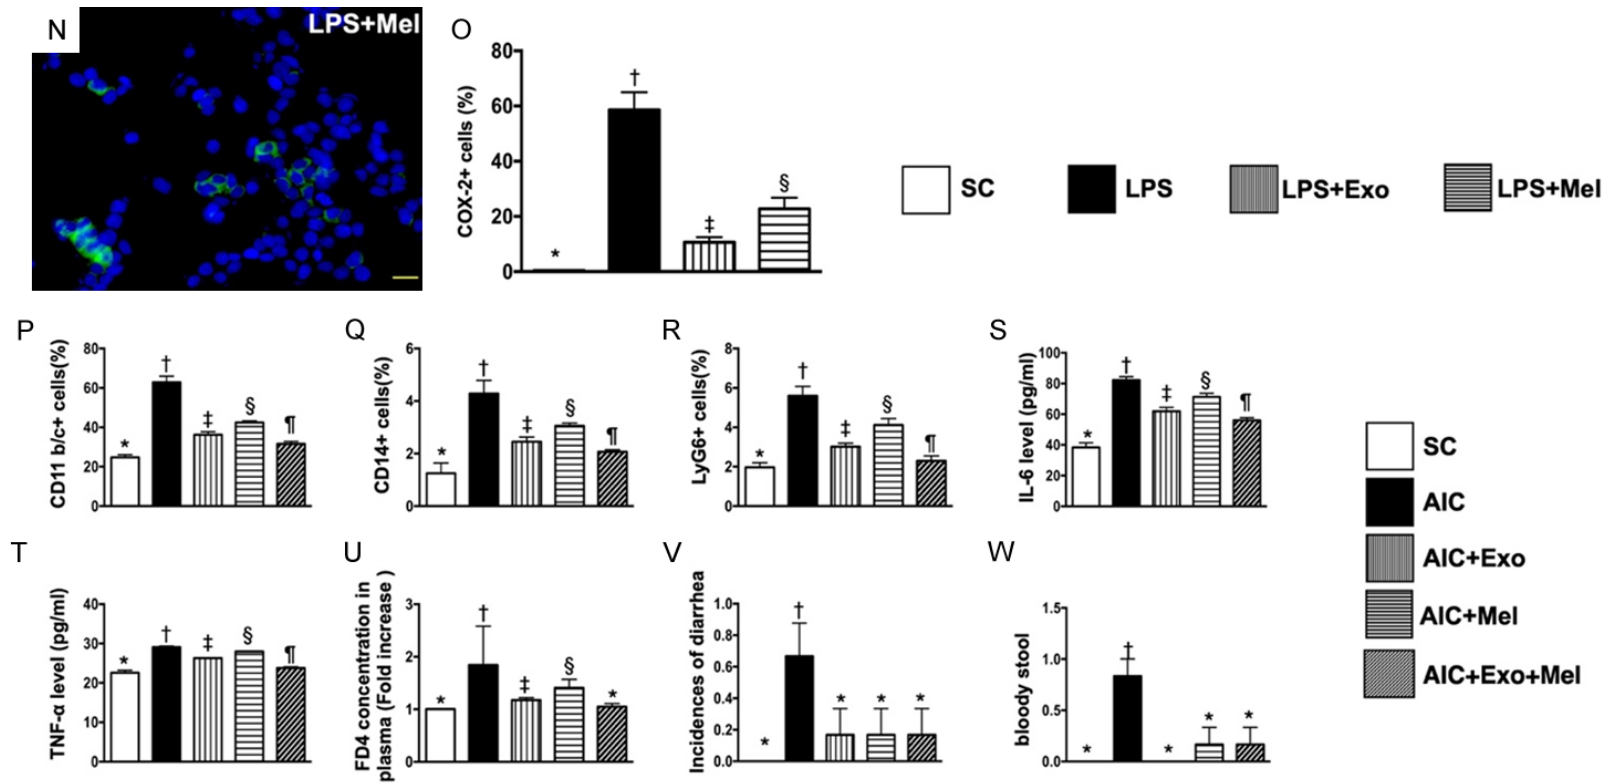 N
LPS+Mel
O
COX-2+ cells (%)
80
60
40
20
0
*
†
‡
§
SC
LPS
LPS+Exo
LPS+Mel
P
CD11 b/c+ cells(%)
80
60
40
20
0
*
†
‡
§
¶
Q
CD14+ cells(%)
6
4
2
0
*
†
‡
§
¶
R
LyG6+ cells(%)
8
6
4
2
0
*
†
‡
§
¶
S
IL-6 level (pg/ml)
100
80
60
40
20
0
*
†
‡
§
¶
SC
AIC
AIC+Exo
AIC+Mel
AIC+Exo+Mel
T
TNF-α level (pg/ml)
40
30
20
10
0
*
†
‡
§
¶
U
FD4 concentration in
plasma (Fold increase )
3
2
1
0
*
†
‡
§
*
V
Incidences of diarrhea
1.0
0.8
0.6
0.4
0.2
0.0
*
†
*
*
*
W
bloody stool
1.5
1.0
0.5
0.0
*
†
*
*
*